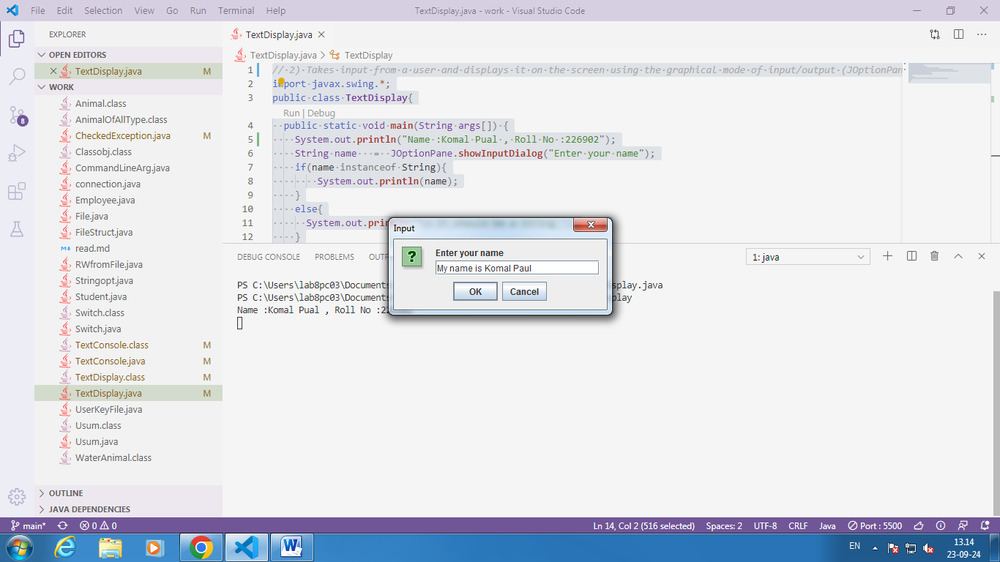 File Edit Selection View Go Run Terminal Help TextDisplay.java - work - Visual Studio Code
EXPLORER
OPEN EDITORS
TextDisplay.java M
WORK
Animal.class
AnimalOfAllType.class
CheckedException.java M
Classobj.class
CommandLineArg.java
connection.java
Employee.java
File.java
FileStruct.java
read.md
RWfromFile.java
Stringopt.java
Student.java
Switch.class
Switch.java
TextConsole.class M
TextConsole.java M
TextDisplay.class M
TextDisplay.java M
UserKeyFile.java
Usum.class
Usum.java
WaterAnimal.class
OUTLINE
JAVA DEPENDENCIES
8
TextDisplay.java
TextDisplay.java > TextDisplay
1 // 2) Takes input from a user and displays it on the screen using the graphical mode of input/output (JOptionPan
2 import javax.swing.*;
3 public class TextDisplay{
Run | Debug
4 public static void main(String args[]) {
5 System.out.println("Name :Komal Pual , Roll No :226902");
6 String name = JOptionPane.showInputDialog("Enter your name");
7 if(name instanceof String){
8 System.out.println(name);
9 }
10 else{
11 System.out.prin
12 }
Input
Enter your name
My name is Komal Paul
OK Cancel
DEBUG CONSOLE PROBLEMS OUTP 1: java
PS C:\Users\lab8pc03\Documents display.java
PS C:\Users\lab8pc03\Documents play
Name :Komal Pual , Roll No :226902
main* 0 0 Ln 14, Col 2 (516 selected) Spaces: 2 UTF-8 CRLF Java Port : 5500
EN 13.14
23-09-24